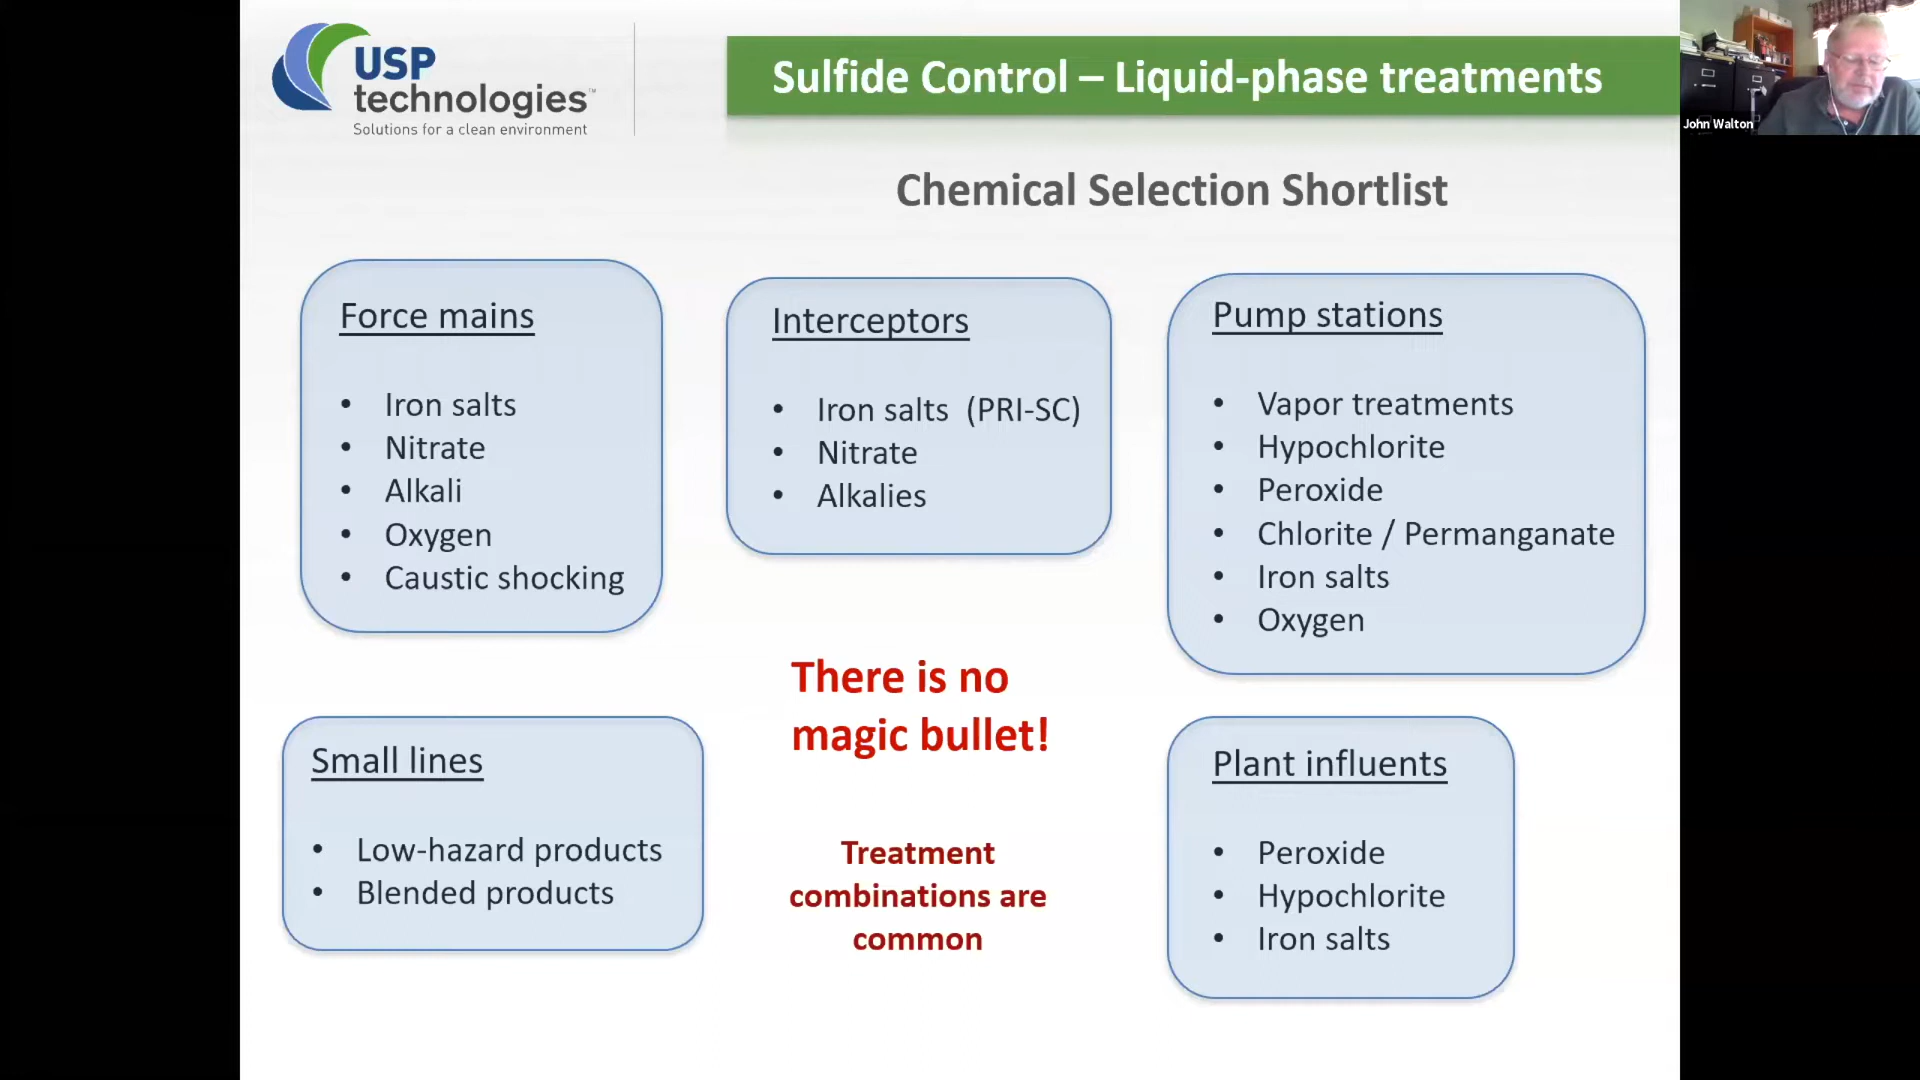 USP
technologies™
Solutions for a clean environment
Sulfide Control – Liquid-phase treatments
John Walton
Chemical Selection Shortlist
Force mains
• Iron salts
• Nitrate
• Alkali
• Oxygen
• Caustic shocking
Interceptors
• Iron salts (PRI-SC)
• Nitrate
• Alkalies
Pump stations
• Vapor treatments
• Hypochlorite
• Peroxide
• Chlorite / Permanganate
• Iron salts
• Oxygen
There is no
magic bullet!
Small lines
• Low-hazard products
• Blended products
Treatment
combinations are
common
Plant influents
• Peroxide
• Hypochlorite
• Iron salts